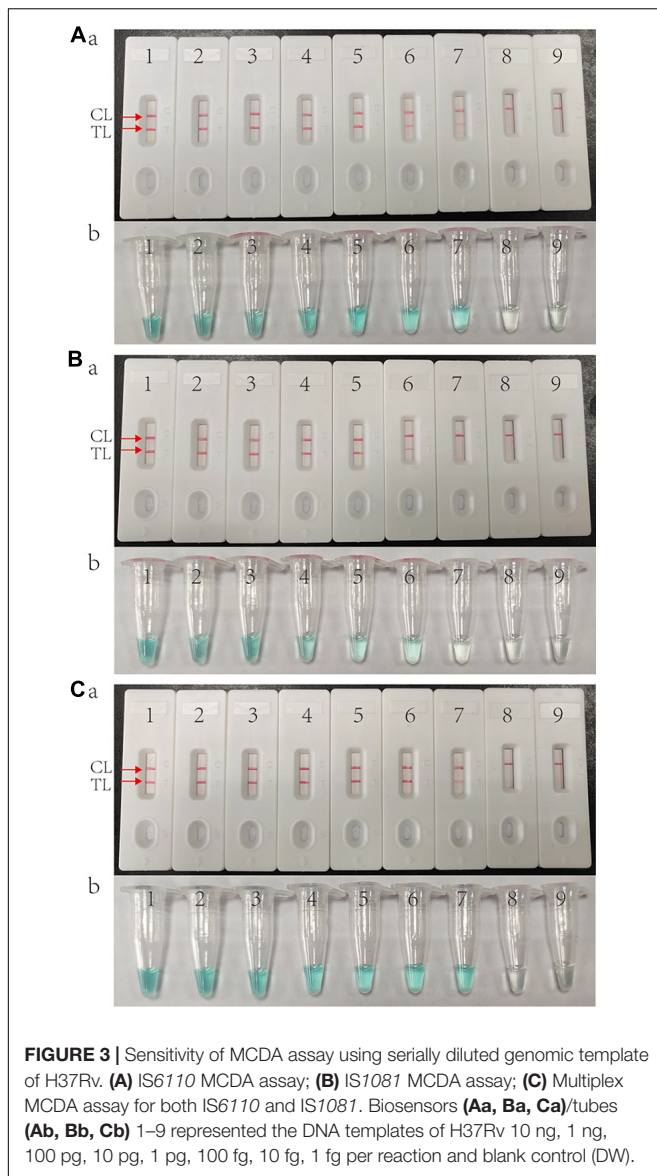 A a
1 2 3 4 5 6 7 8 9
CL
TL
b
1 2 3 4 5 6 7 8 9
B a
1 2 3 4 5 6 7 8 9
CL
TL
b
1 2 3 4 5 6 7 8 9
C a
1 2 3 4 5 6 7 8 9
CL
TL
b
1 2 3 4 5 6 7 8 9
FIGURE 3 | Sensitivity of MCDA assay using serially diluted genomic template
of H37Rv. (A) IS6110 MCDA assay; (B) IS1081 MCDA assay; (C) Multiplex
MCDA assay for both IS6110 and IS1081. Biosensors (Aa, Ba, Ca)/tubes
(Ab, Bb, Cb) 1–9 represented the DNA templates of H37Rv 10 ng, 1 ng,
100 pg, 10 pg, 1 pg, 100 fg, 10 fg, 1 fg per reaction and blank control (DW).